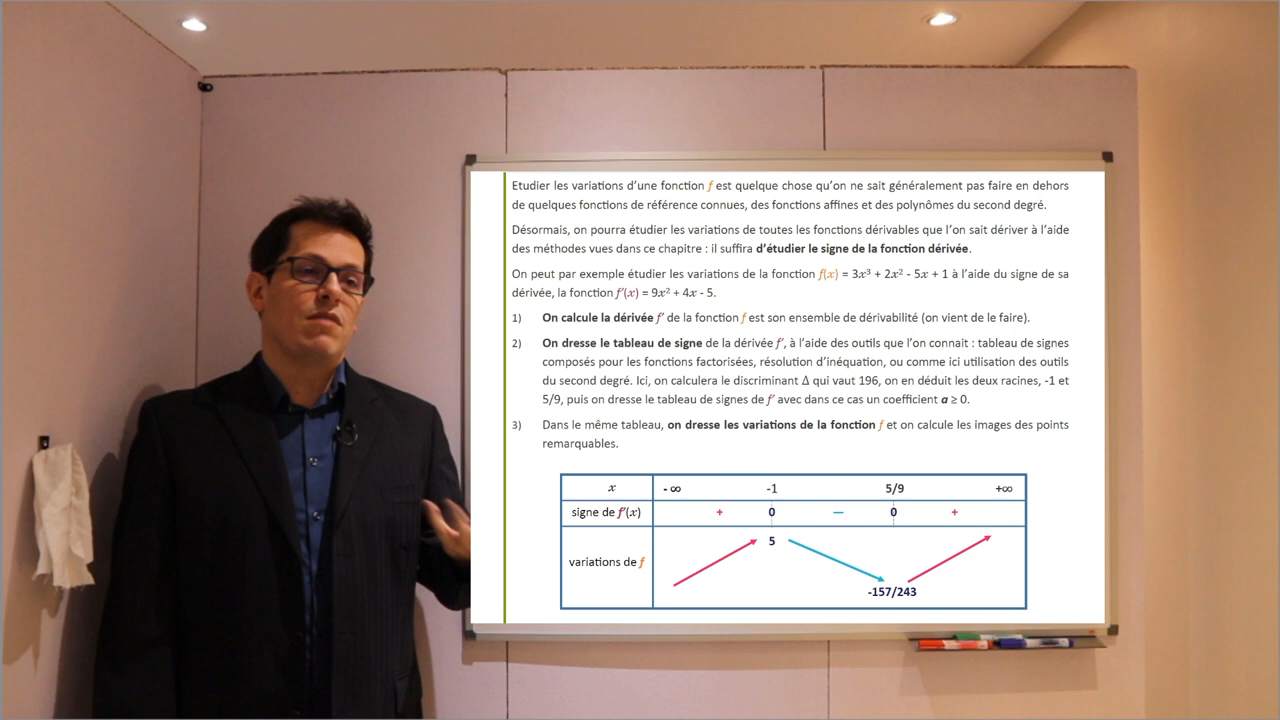 Etudier les variations d'une fonction f est quelque chose qu'on ne sait généralement pas faire en dehors
de quelques fonctions de référence connues, des fonctions affines et des polynômes du second degré.
Désormais, on pourra étudier les variations de toutes les fonctions dérivables que l'on sait dériver à l'aide
des méthodes vues dans ce chapitre : il suffira d'étudier le signe de la fonction dérivée.
On peut par exemple étudier les variations de la fonction f(x) = 3x³ + 2x² - 5x + 1 à l'aide du signe de sa
dérivée, la fonction f'(x) = 9x² + 4x - 5.
1) On calcule la dérivée f' de la fonction f est son ensemble de dérivabilité (on vient de le faire).
2) On dresse le tableau de signe de la dérivée f', à l'aide des outils que l'on connait : tableau de signes
composés pour les fonctions factorisées, résolution d'inéquation, ou comme ici utilisation des outils
du second degré. Ici, on calculera le discriminant Δ qui vaut 196, on en déduit les deux racines, -1 et
5/9, puis on dresse le tableau de signes de f' avec dans ce cas un coefficient a ≥ 0.
3) Dans le même tableau, on dresse les variations de la fonction f et on calcule les images des points
remarquables.
x - ∞ -1 5/9 +∞
signe de f'(x) + 0 — 0 +
5
variations de f
-157/243